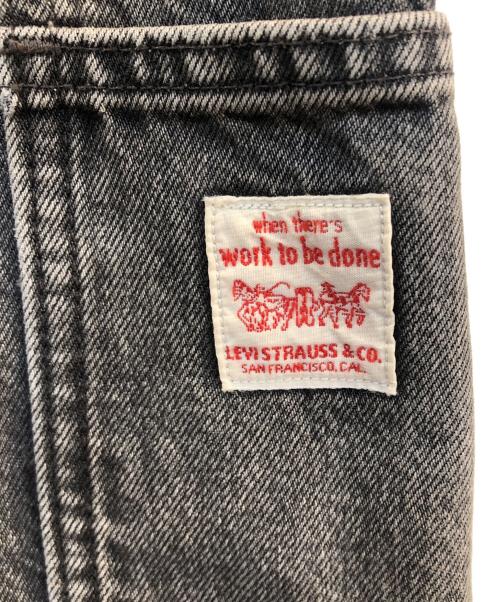 when there's
work to be done
LEVI STRAUSS & CO.
SAN FRANCISCO, CAL.